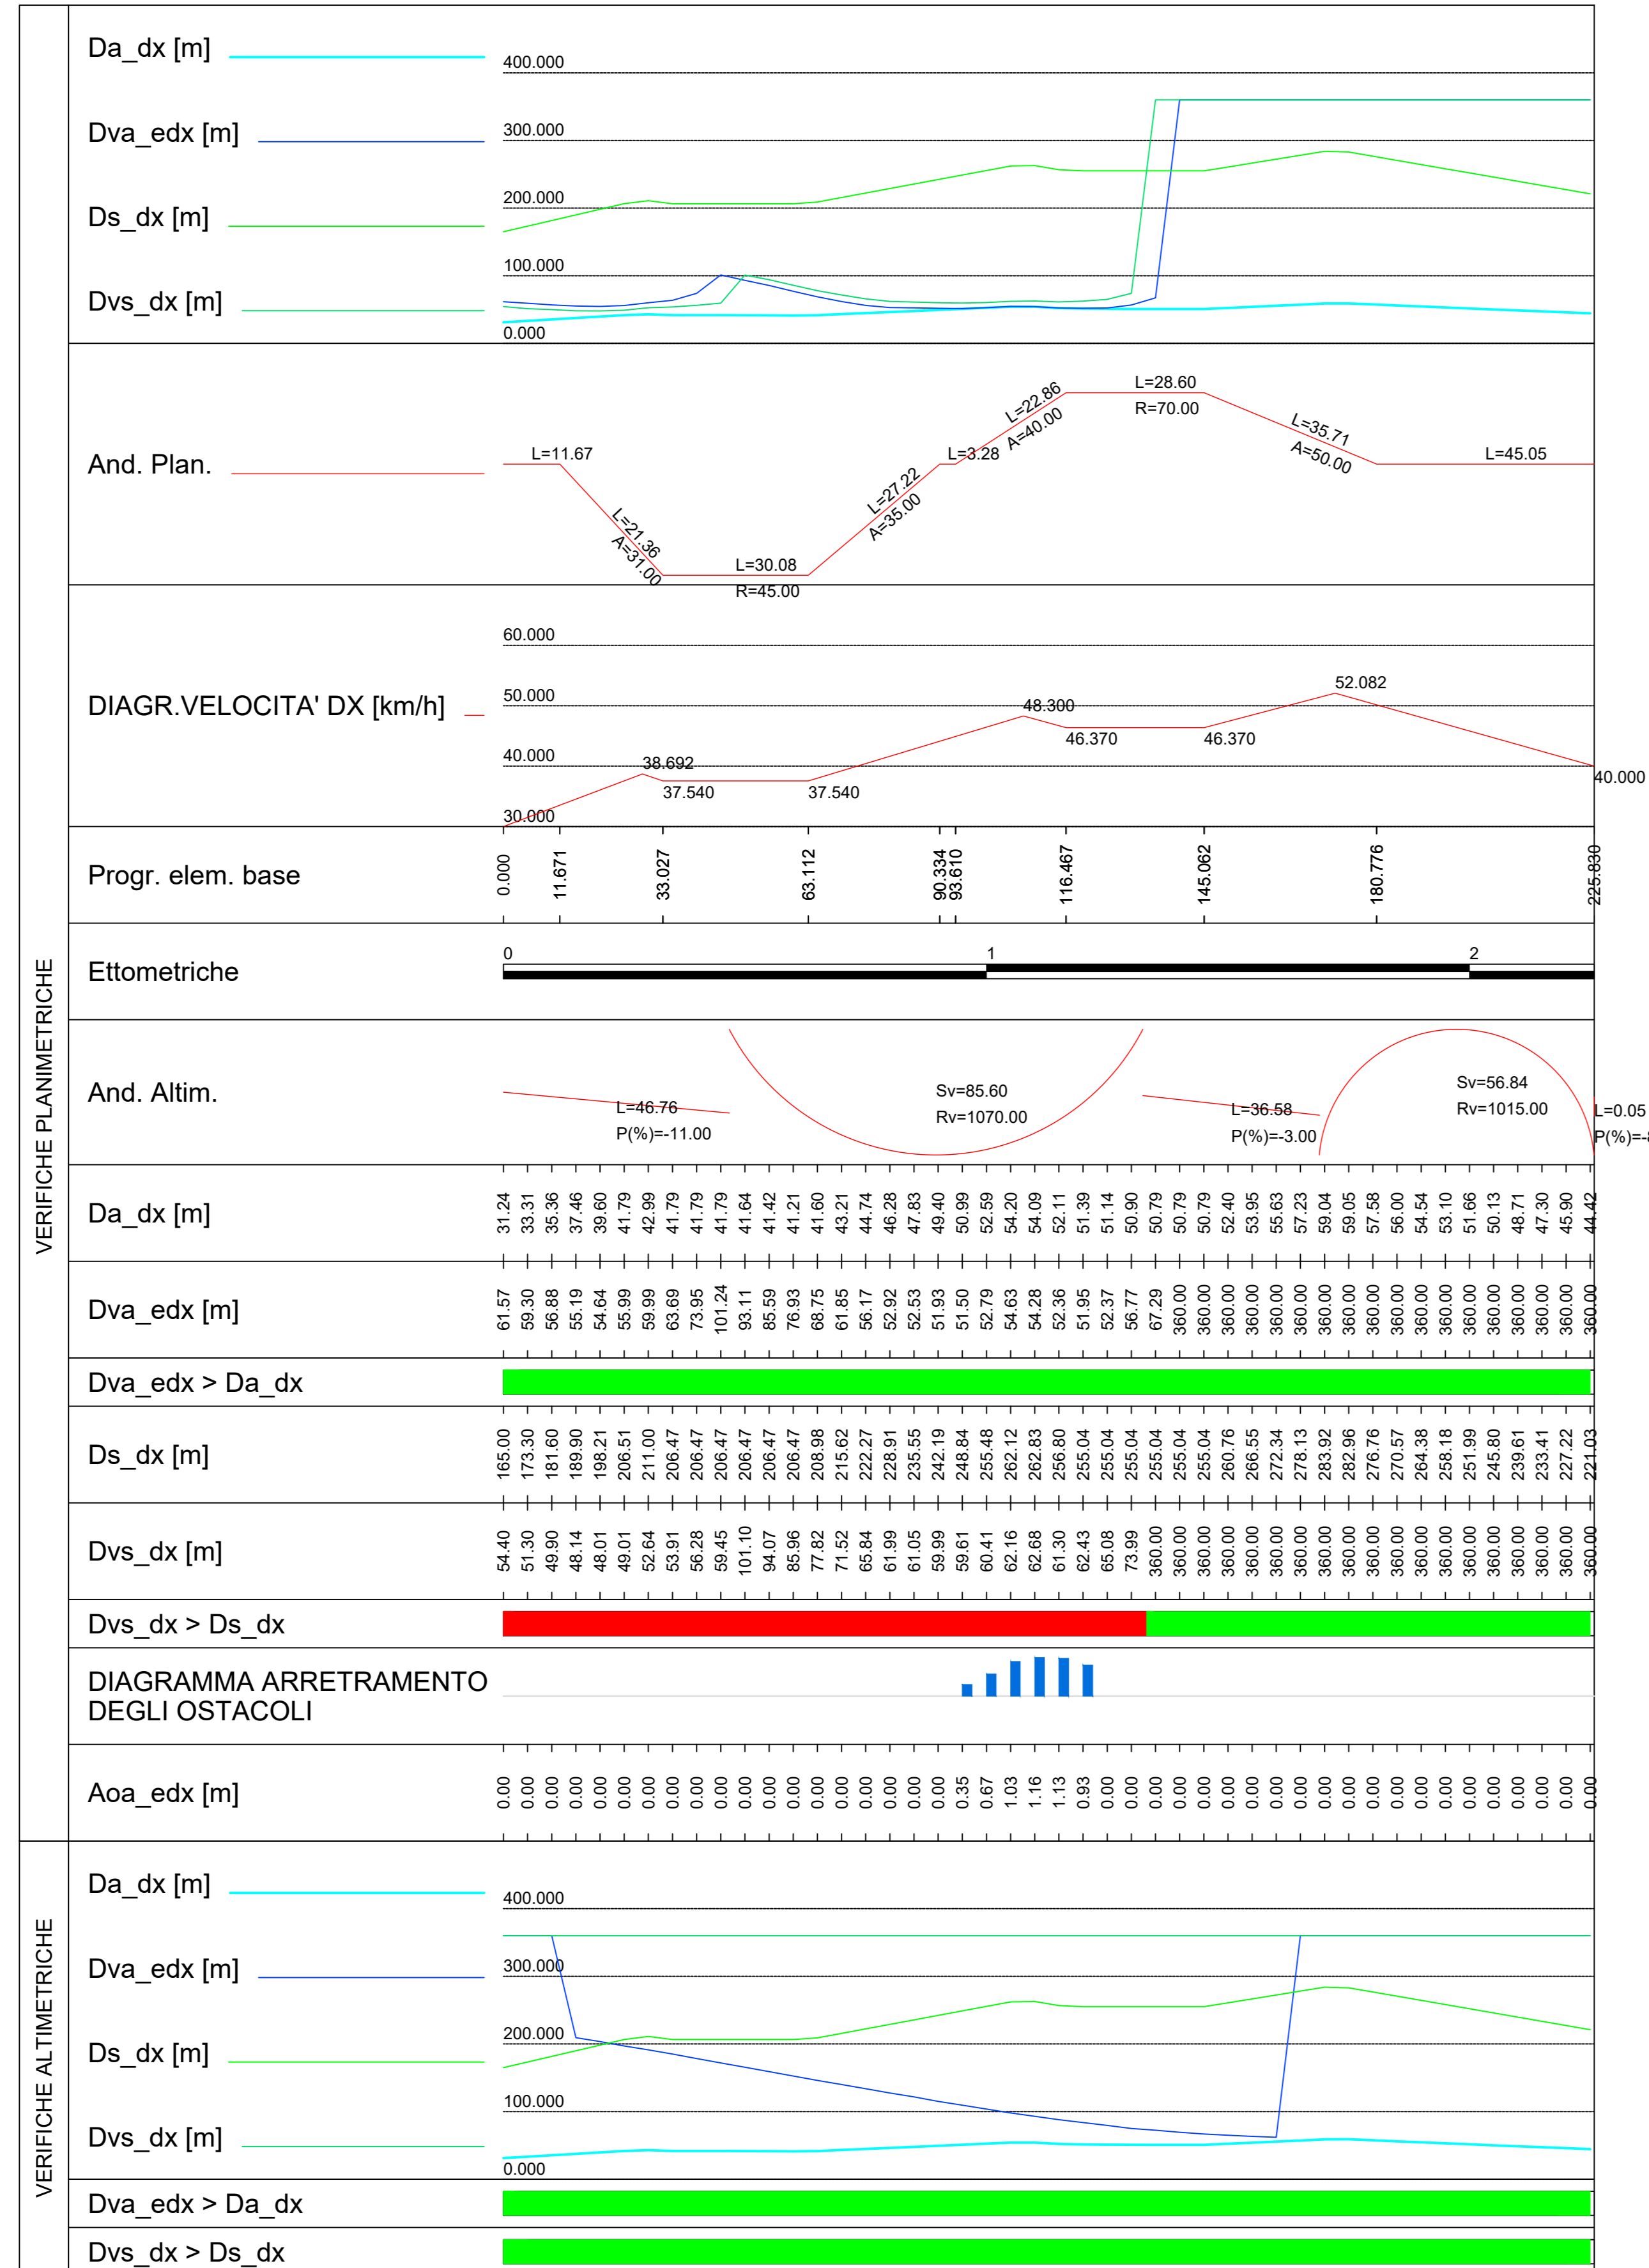 VERIFICHE PLANIMETRICHE
Da_dx [m]
Dva_edx [m]
Ds_dx [m]
Dvs_dx [m]
400.000
300.000
200.000
100.000
0.000
And. Plan.
L=11.67
L=21.36
A=31.00
L=30.08
R=45.00
L=27.22
A=35.00
L=3.28
L=22.86
A=40.00
L=28.60
R=70.00
L=35.71
A=50.00
L=45.05
DIAGR.VELOCITA' DX [km/h]
60.000
50.000
40.000
30.000
38.692
37.540
37.540
48.300
46.370
46.370
52.082
40.000
Progr. elem. base
0.000 11.671 33.027 63.112 90.334 93.610 116.467 145.062 180.776 225.830
Ettometriche
0 1 2
And. Altim.
L=46.76
P(%)=-11.00
Sv=85.60
Rv=1070.00
L=36.58
P(%)=-3.00
Sv=56.84
Rv=1015.00
L=0.05
Da_dx [m]
31.24 33.31 35.36 37.46 39.60 41.79 42.99 41.79 41.79 41.79 41.64 41.42 41.21 41.60 43.21 44.74 46.28 47.83 49.40 50.99 52.59 54.20 54.09 52.11 51.39 51.14 50.90 50.79 50.79 50.79 52.40 53.95 55.63 57.23 59.04 59.05 57.58 56.00 54.54 53.10 51.66 50.13 48.71 47.30 45.90 44.42
Dva_edx [m]
61.57 59.30 56.88 55.19 54.64 55.99 59.99 63.69 73.95 101.24 93.11 85.59 76.93 68.75 61.85 56.17 52.92 52.53 51.93 51.50 52.79 54.63 54.28 52.36 51.95 52.37 56.77 67.29 360.00 360.00 360.00 360.00 360.00 360.00 360.00 360.00 360.00 360.00 360.00 360.00 360.00 360.00 360.00 360.00 360.00 360.00
Dva_edx > Da_dx
Ds_dx [m]
165.00 173.30 181.60 189.90 198.21 206.51 211.00 206.47 206.47 206.47 206.47 206.47 206.47 208.98 215.62 222.27 228.91 235.55 242.19 248.84 255.48 262.12 262.83 256.80 255.04 255.04 255.04 255.04 255.04 255.04 260.76 266.55 272.34 278.13 283.92 282.96 276.76 270.57 264.38 258.18 251.99 245.80 239.61 233.41 227.22 221.03
Dvs_dx [m]
54.40 51.30 49.90 48.14 48.01 49.01 52.64 53.91 56.28 59.45 101.10 94.07 85.96 77.82 71.52 65.84 61.99 61.05 59.99 59.61 60.41 62.16 62.68 61.30 62.43 65.08 73.99 360.00 360.00 360.00 360.00 360.00 360.00 360.00 360.00 360.00 360.00 360.00 360.00 360.00 360.00 360.00 360.00 360.00 360.00 360.00
Dvs_dx > Ds_dx
DIAGRAMMA ARRETRAMENTO
DEGLI OSTACOLI
Aoa_edx [m]
0.00 0.00 0.00 0.00 0.00 0.00 0.00 0.00 0.00 0.00 0.00 0.00 0.00 0.00 0.00 0.00 0.00 0.00 0.00 0.35 0.67 1.03 1.16 1.13 0.93 0.00 0.00 0.00 0.00 0.00 0.00 0.00 0.00 0.00 0.00 0.00 0.00 0.00 0.00 0.00 0.00 0.00 0.00 0.00 0.00 0.00
VERIFICHE ALTIMETRICHE
Da_dx [m]
Dva_edx [m]
Ds_dx [m]
Dvs_dx [m]
400.000
300.000
200.000
100.000
0.000
Dva_edx > Da_dx
Dvs_dx > Ds_dx